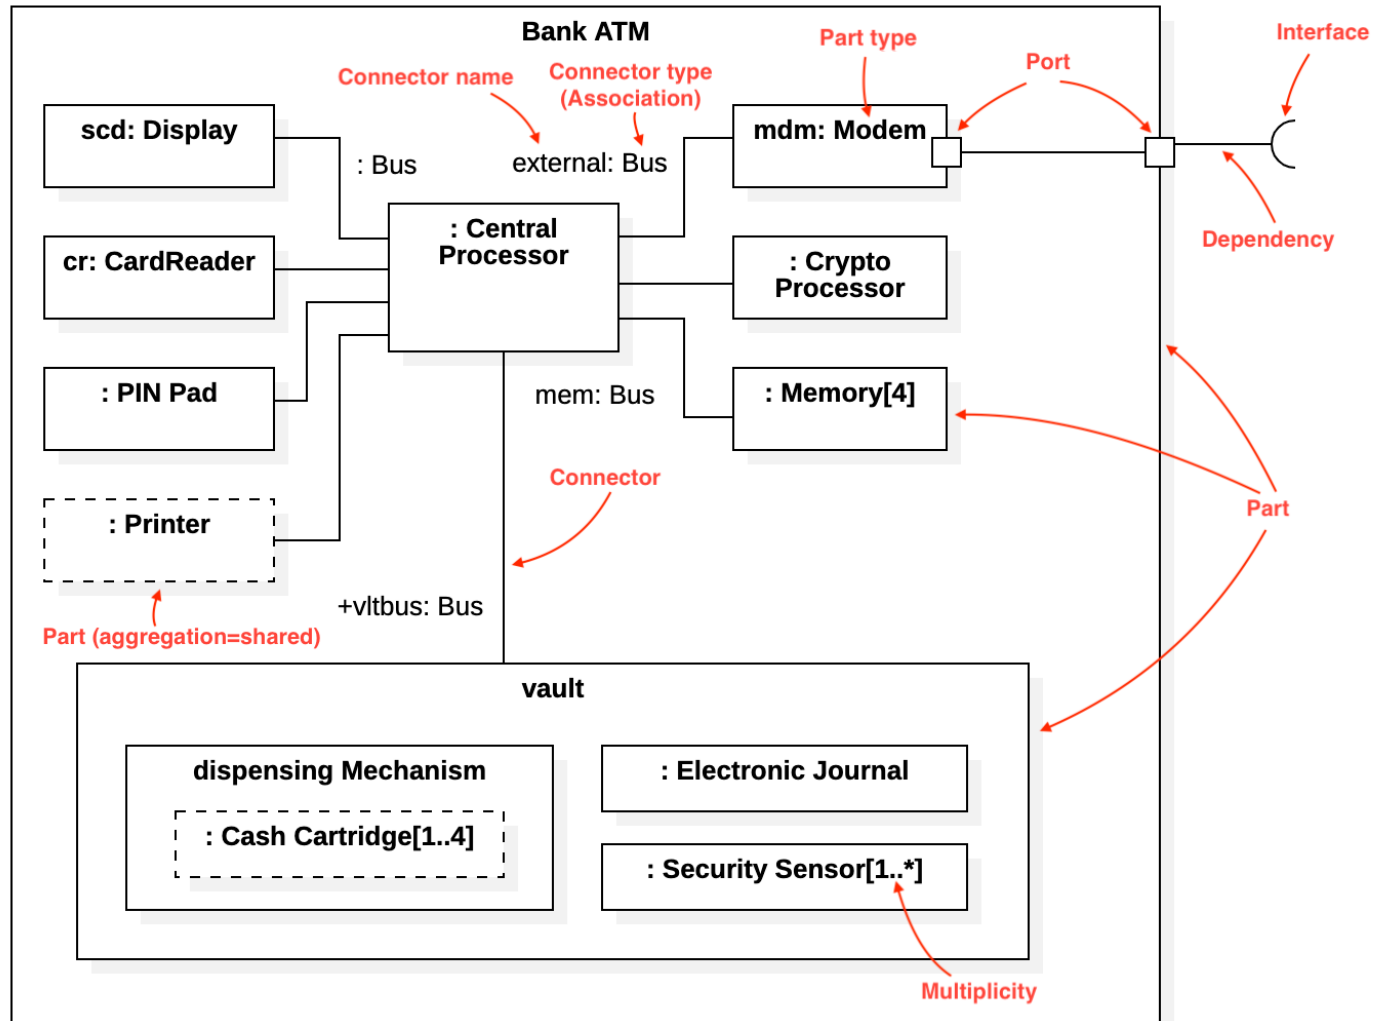 Bank ATM
Part type
Interface
Port
Connector name
Connector type
(Association)
scd: Display
: Bus
external: Bus
mdm: Modem
: Central
Processor
Dependency
cr: CardReader
: Crypto
Processor
: PIN Pad
mem: Bus
: Memory[4]
Connector
Part
: Printer
+vltbus: Bus
Part (aggregation=shared)
vault
dispensing Mechanism
: Electronic Journal
: Cash Cartridge[1..4]
: Security Sensor[1..*]
Multiplicity